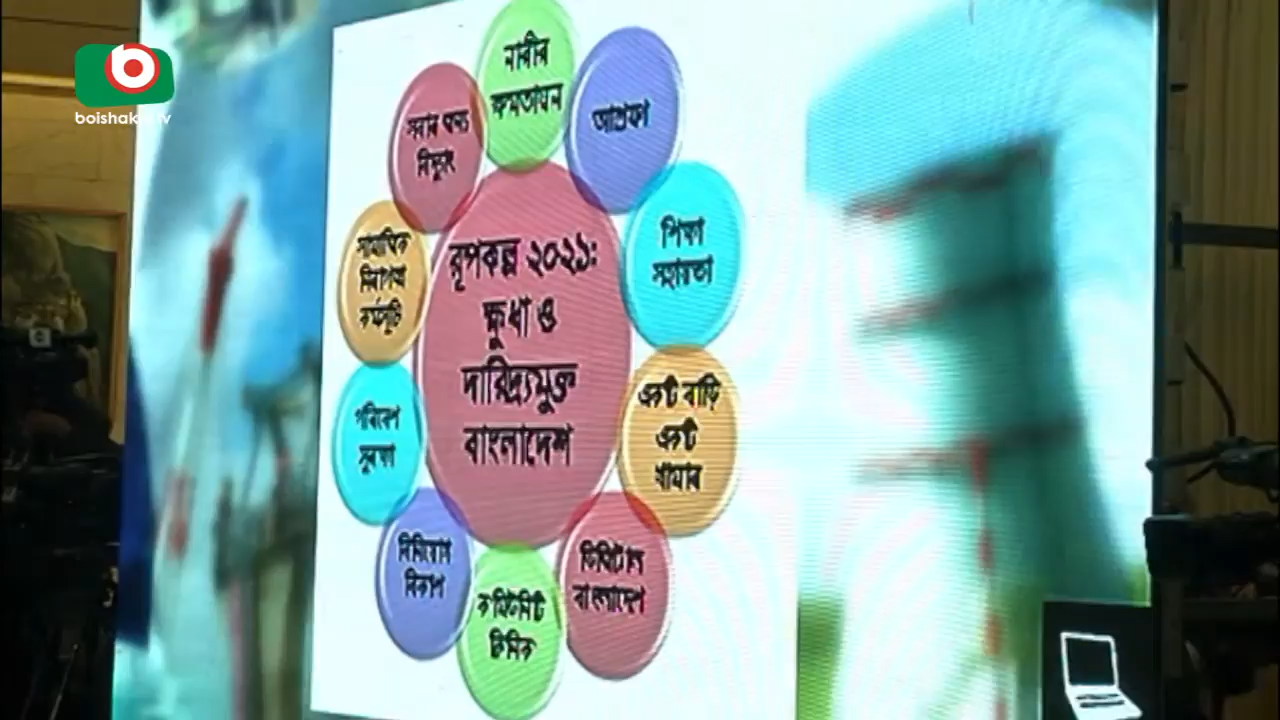 boishakhi.tv
নারীর
ক্ষমতায়ন
আশ্রয়ণ
শিক্ষা
সহায়তা
একটি বাড়ি
একটি
খামার
ডিজিটাল
বাংলাদেশ
কমিউনিটি
ক্লিনিক
বিনিয়োগ
বিকাশ
পরিবেশ
সুরক্ষা
সামাজিক
নিরাপত্তা
কর্মসূচি
সবার জন্য
বিদ্যুৎ
রূপকল্প ২০২১:
ক্ষুধা ও
দারিদ্র্যমুক্ত
বাংলাদেশ